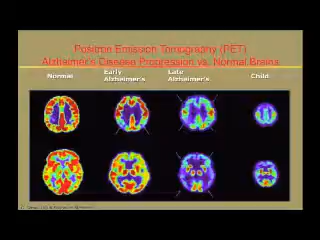 Positron Emission Tomography (PET)
Alzheimer's Disease Progression vs. Normal Brains
Normal
Early
Alzheimer's
Late
Alzheimer's
Child